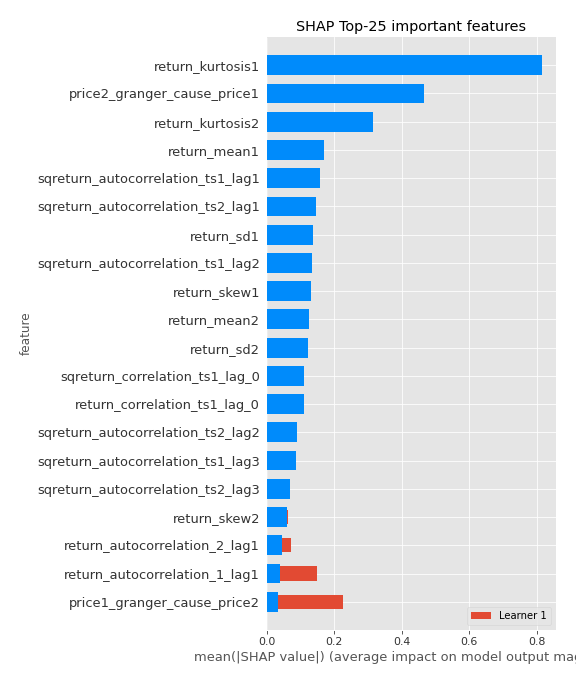 SHAP Top-25 important features
return_kurtosis1
price2_granger_cause_price1
return_kurtosis2
return_mean1
sqreturn_autocorrelation_ts1_lag1
sqreturn_autocorrelation_ts2_lag1
return_sd1
sqreturn_autocorrelation_ts1_lag2
return_skew1
return_mean2
return_sd2
sqreturn_correlation_ts1_lag_0
return_correlation_ts1_lag_0
sqreturn_autocorrelation_ts2_lag2
sqreturn_autocorrelation_ts1_lag3
sqreturn_autocorrelation_ts2_lag3
return_skew2
return_autocorrelation_2_lag1
return_autocorrelation_1_lag1
price1_granger_cause_price2
feature
Learner 1
0.0 0.2 0.4 0.6 0.8
mean(|SHAP value|) (average impact on model output mag